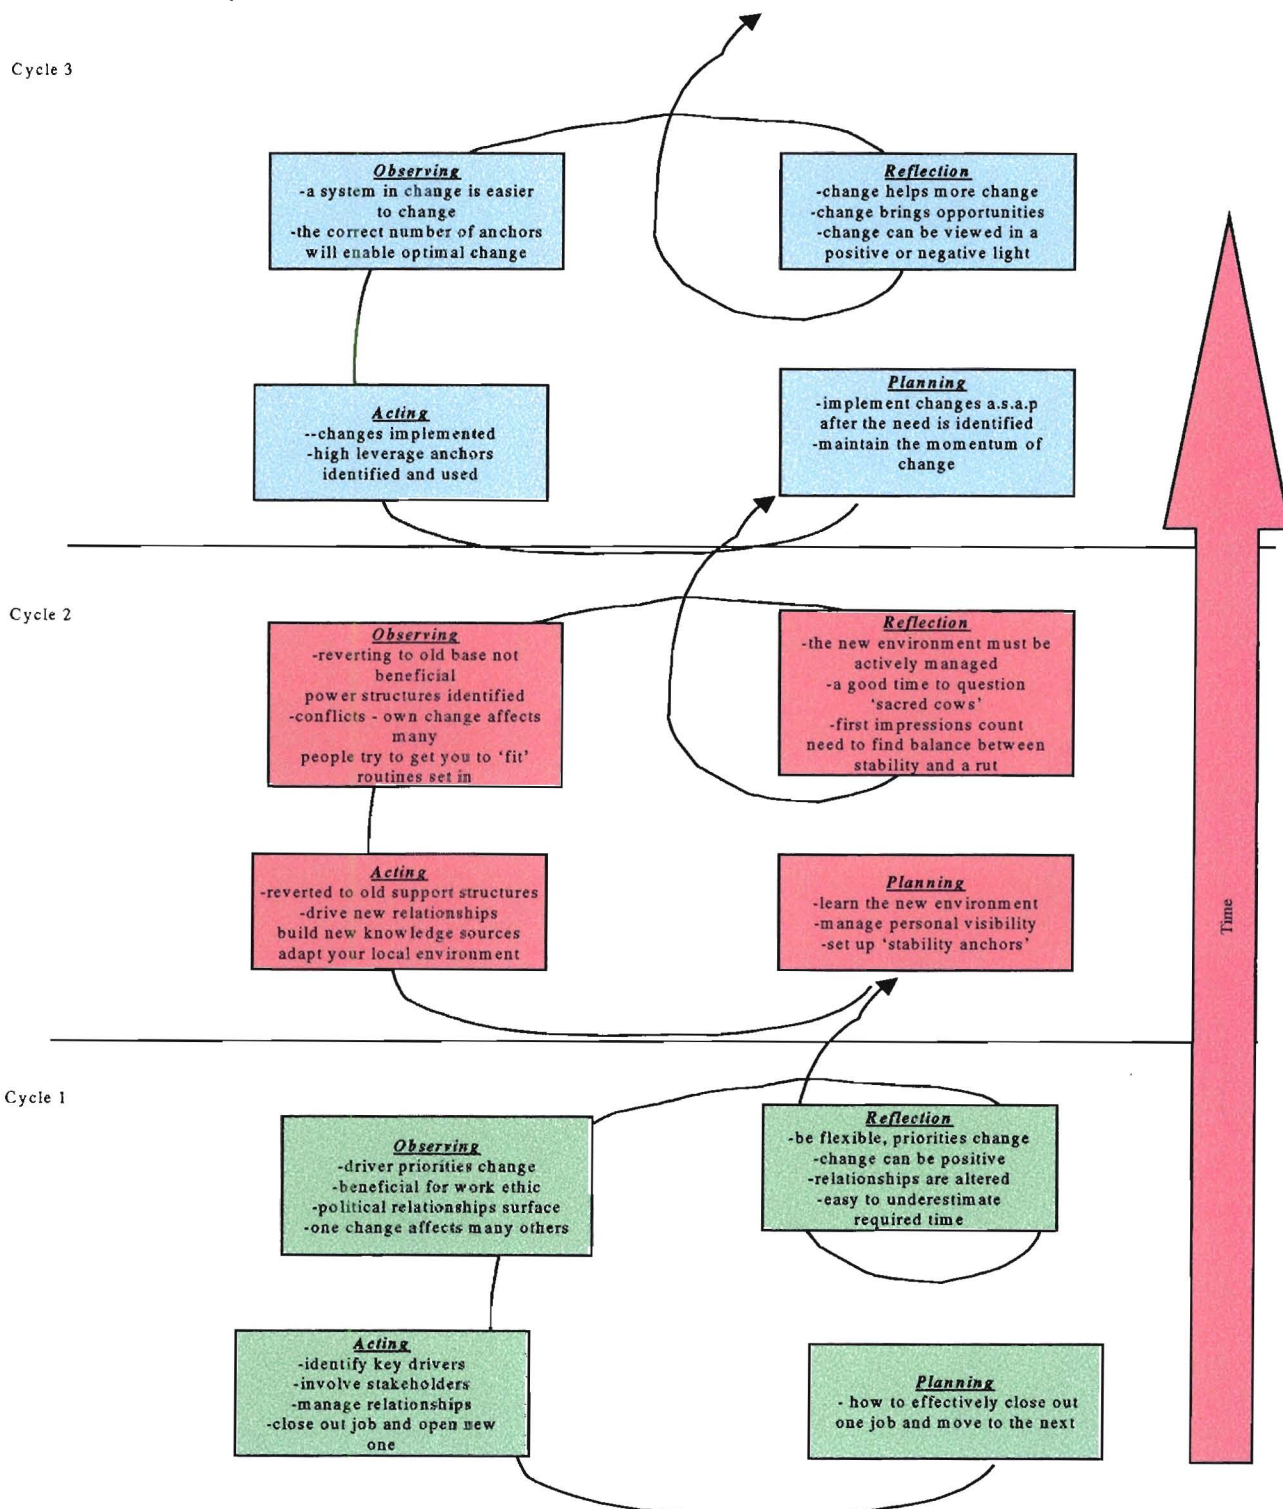 Cycle 3
Observing
-a system in change is easier
to change
-the correct number of anchors
will enable optimal change
Reflection
-change helps more change
-change brings opportunities
-change can be viewed in a
positive or negative light
Acting
--changes implemented
-high leverage anchors
identified and used
Planning
-implement changes a.s.a.p
after the need is identified
-maintain the momentum of
change
Cycle 2
Observing
-reverting to old base not
beneficial
power structures identified
-conflicts - own change affects
many
people try to get you to ‘fit’
routines set in
Reflection
-the new environment must be
actively managed
-a good time to question
‘sacred cows’
-first impressions count
need to find balance between
stability and a rut
Acting
-reverted to old support structures
-drive new relationships
build new knowledge sources
adapt your local environment
Planning
-learn the new environment
-manage personal visibility
-set up ‘stability anchors’
Time
Cycle 1
Observing
-driver priorities change
-beneficial for work ethic
-political relationships surface
-one change affects many others
Reflection
-be flexible, priorities change
-change can be positive
-relationships are altered
-easy to underestimate
required time
Acting
-identify key drivers
-involve stakeholders
-manage relationships
-close out job and open new
one
Planning
- how to effectively close out
one job and move to the next